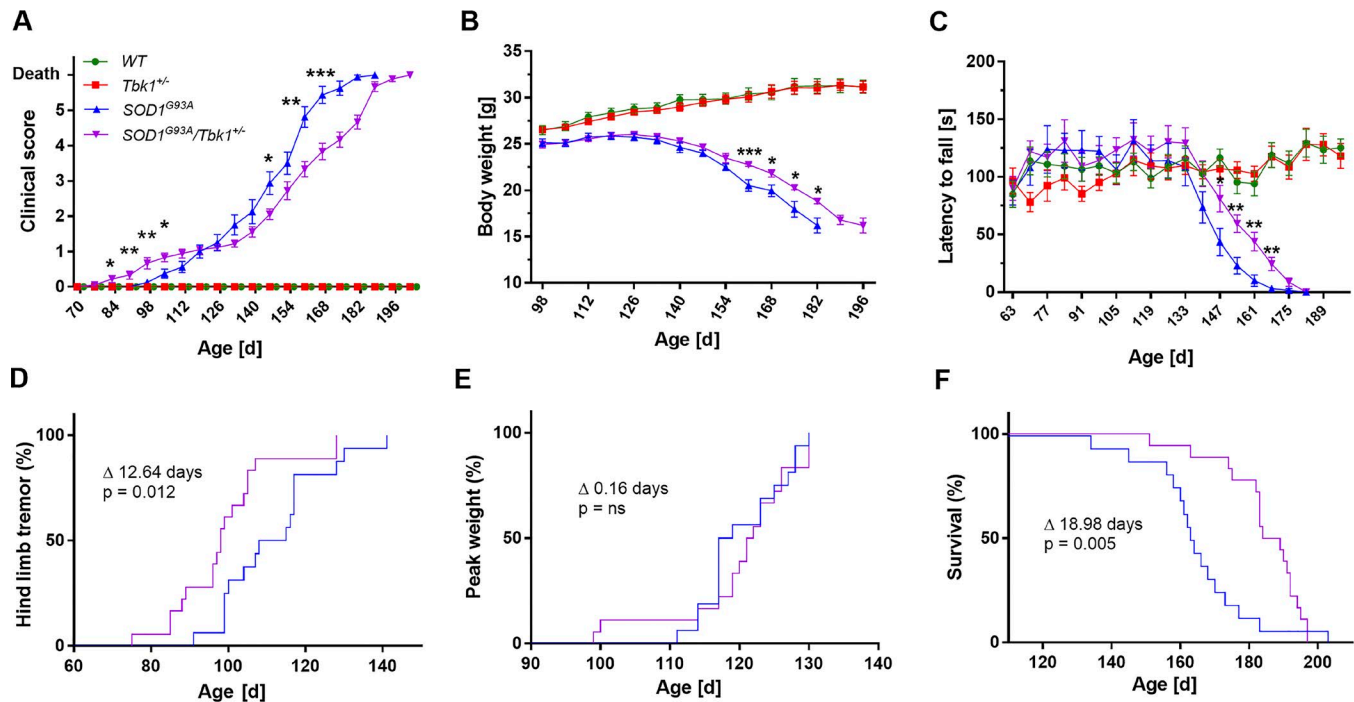 A
Death
5
4
3
2
1
0
Clinical score
WT
Tbk1+/-
SOD1G93A
SOD1G93A/Tbk1+/-
*
**
**
*
*
**
***
70 84 98 112 126 140 154 168 182 196
Age [d]
B
35
30
25
20
15
10
Body weight [g]
***
*
*
*
98 112 126 140 154 168 182 196
Age [d]
C
200
150
100
50
0
Latency to fall [s]
*
**
**
**
63 77 91 105 119 133 147 161 175 189
Age [d]
D
100
50
0
Hind limb tremor (%)
Δ 12.64 days
p = 0.012
60 80 100 120 140
Age [d]
E
100
50
0
Peak weight (%)
Δ 0.16 days
p = ns
90 100 110 120 130 140
Age [d]
F
100
50
0
Survival (%)
Δ 18.98 days
p = 0.005
120 140 160 180 200
Age [d]